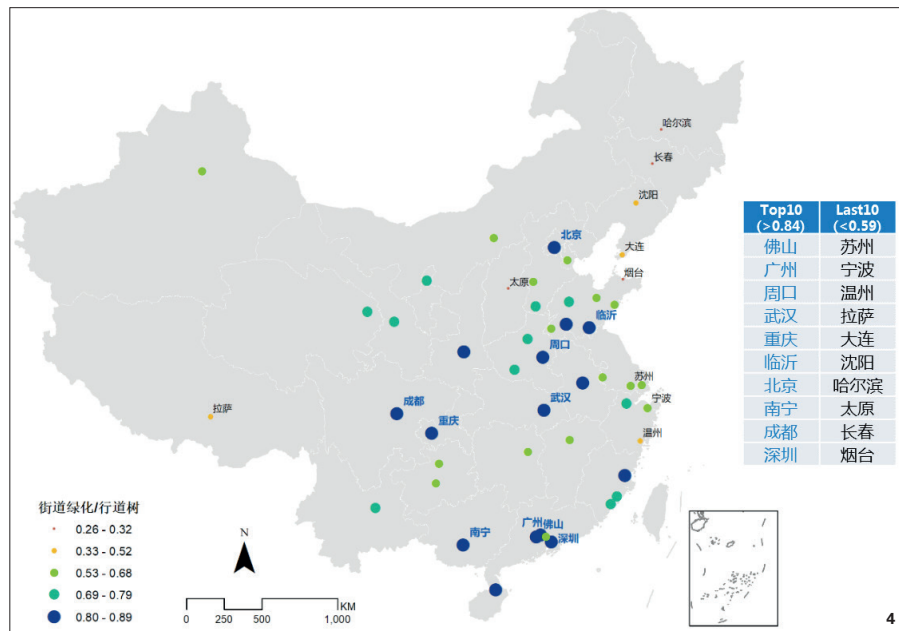 哈尔滨
长春
沈阳
北京
大连
烟台
太原
临沂
周口
苏州
宁波
武汉
成都
重庆
拉萨
温州
广州 佛山
南宁
深圳
Top10 Last10
(>0.84) (<0.59)
佛山 苏州
广州 宁波
周口 温州
武汉 拉萨
重庆 大连
临沂 沈阳
北京 哈尔滨
南宁 太原
成都 长春
深圳 烟台
街道绿化/行道树
0.26 - 0.32
0.33 - 0.52
0.53 - 0.68
0.69 - 0.79
0.80 - 0.89
N
KM
0 250 500 1,000
4